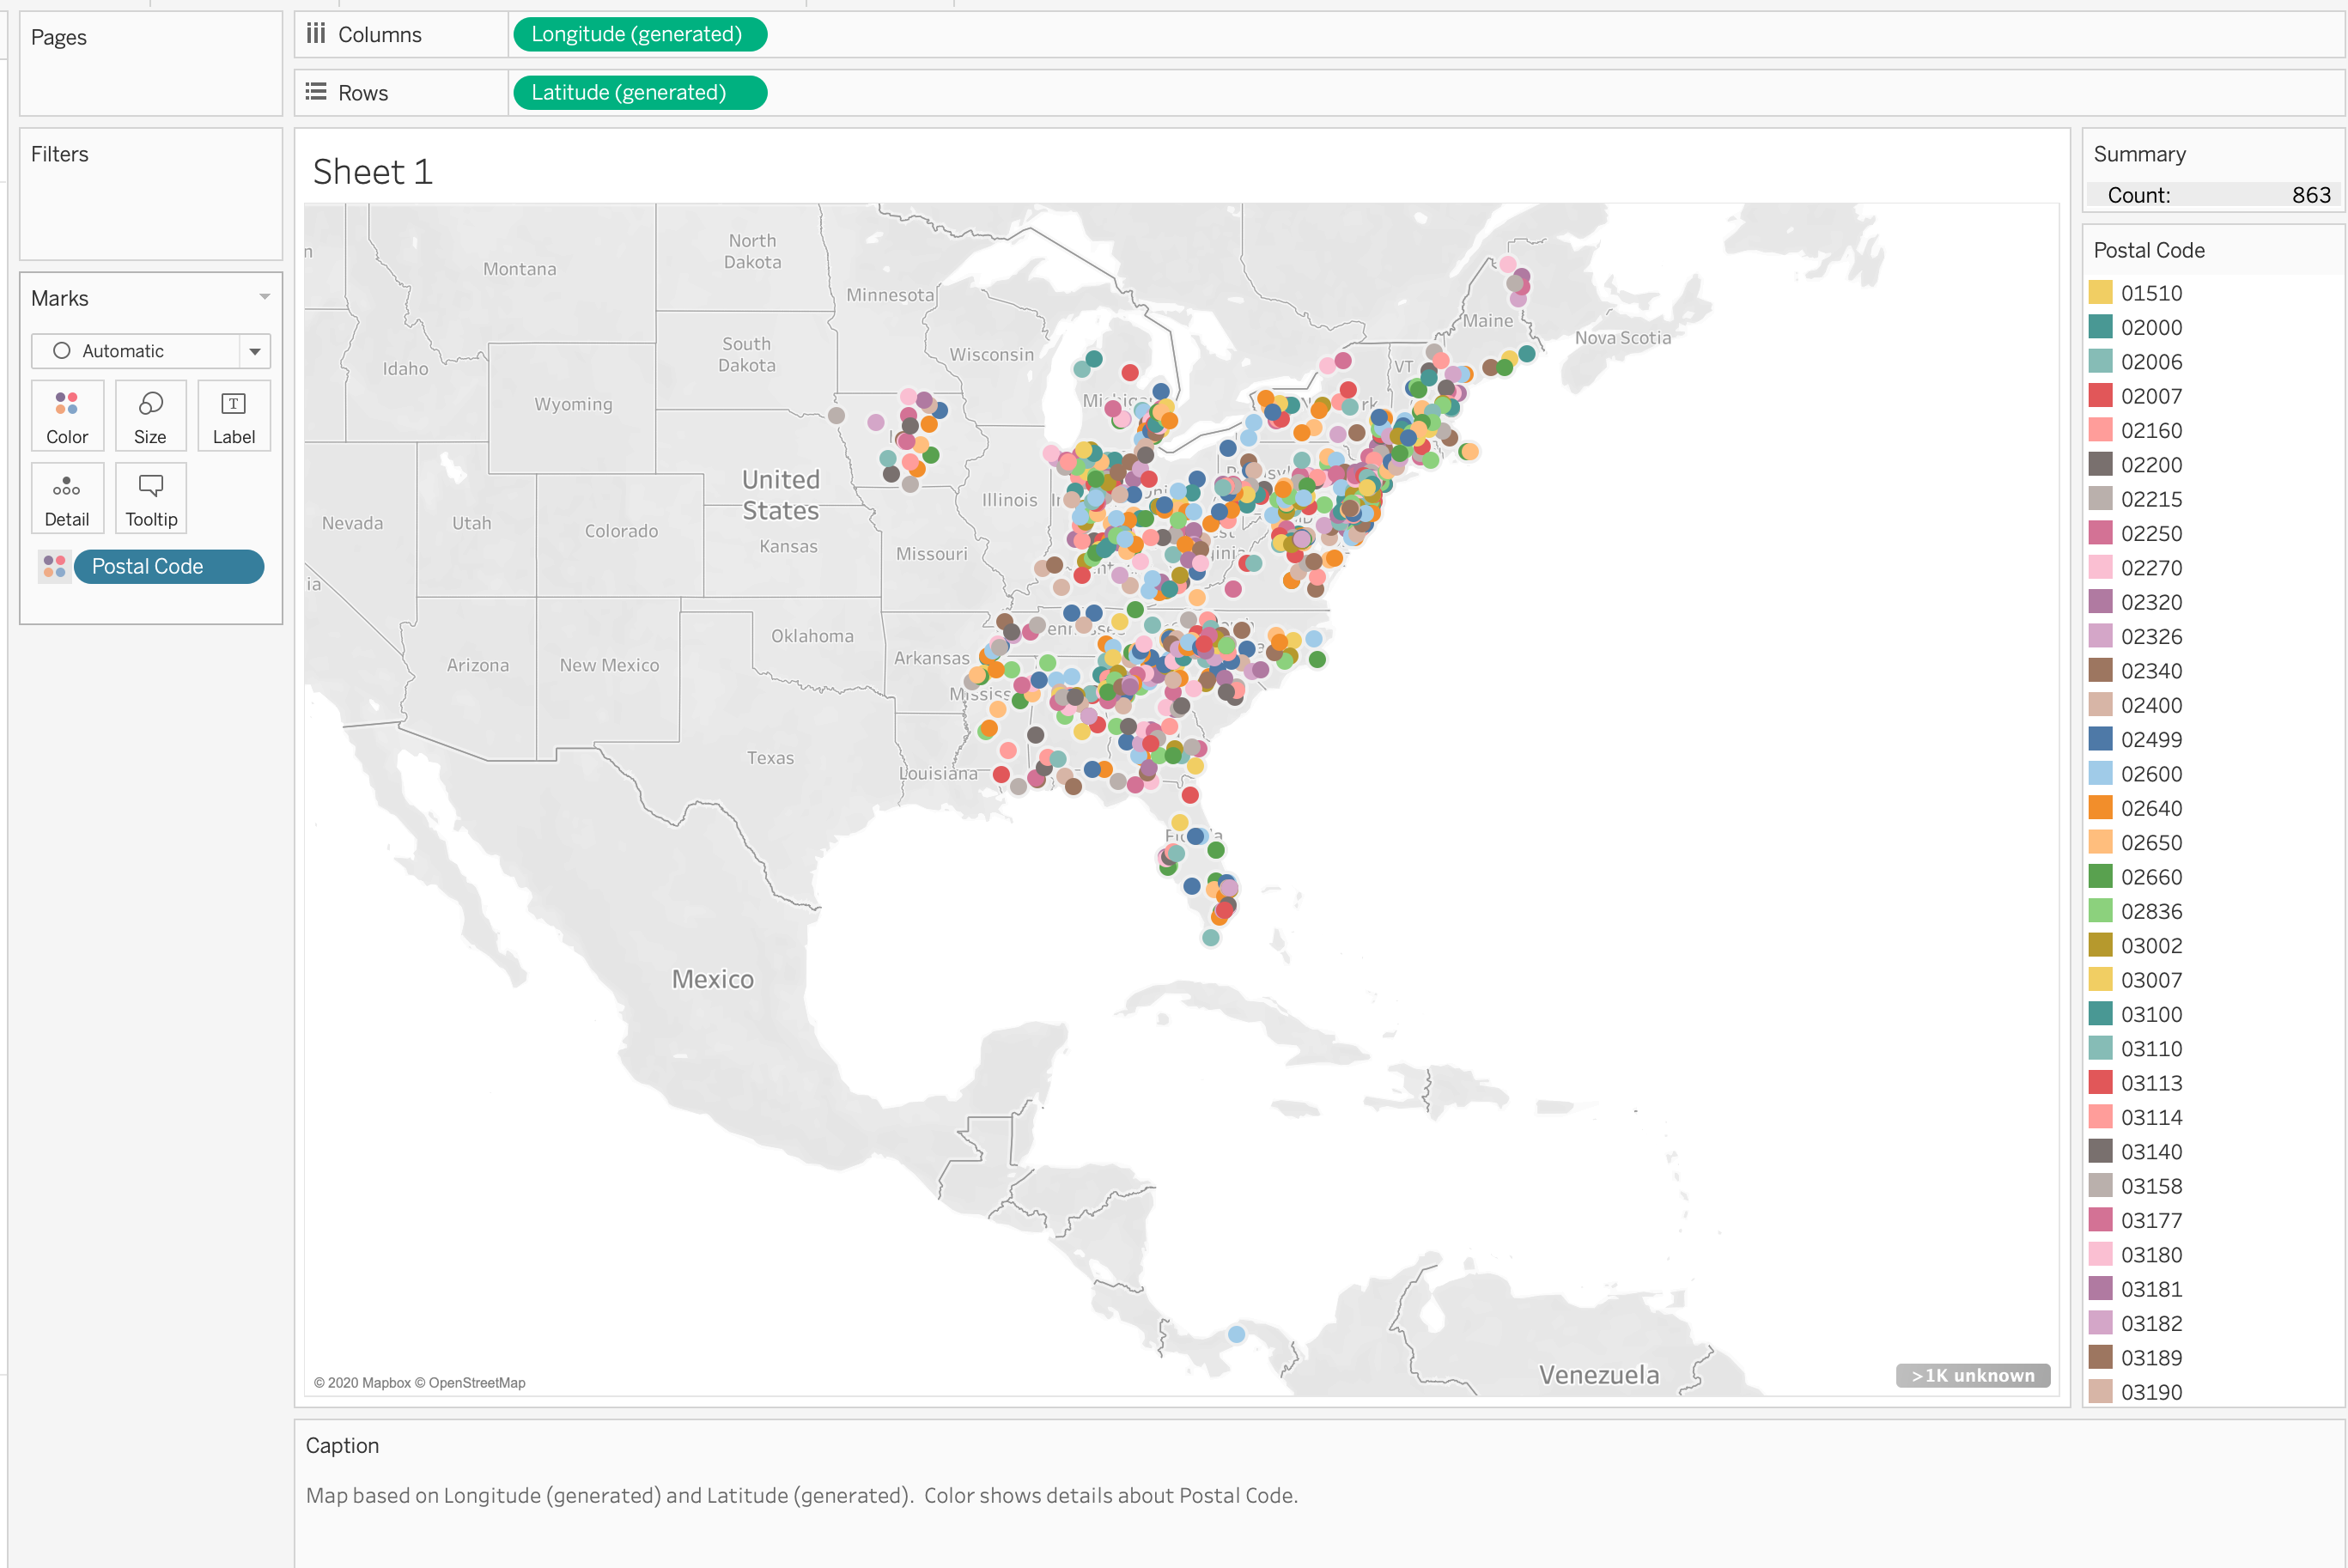 Pages
Columns
Longitude (generated)
Rows
Latitude (generated)
Filters
Marks
Automatic
Color
Size
Label
Detail
Tooltip
Postal Code
Sheet 1
Montana
North
Dakota
Minnesota
Idaho
South
Dakota
Wisconsin
Wyoming
Maine
Nova Scotia
VT
Nevada
Utah
Colorado
United
States
Kansas
Illinois
Missouri
Arizona
New Mexico
Oklahoma
Arkansas
Texas
Louisiana
Mexico
Venezuela
© 2020 Mapbox © OpenStreetMap
>1K unknown
Summary
Count: 863
Postal Code
01510
02000
02006
02007
02160
02200
02215
02250
02270
02320
02326
02340
02400
02499
02600
02640
02650
02660
02836
03002
03007
03100
03110
03113
03114
03140
03158
03177
03180
03181
03182
03189
03190
Caption
Map based on Longitude (generated) and Latitude (generated). Color shows details about Postal Code.